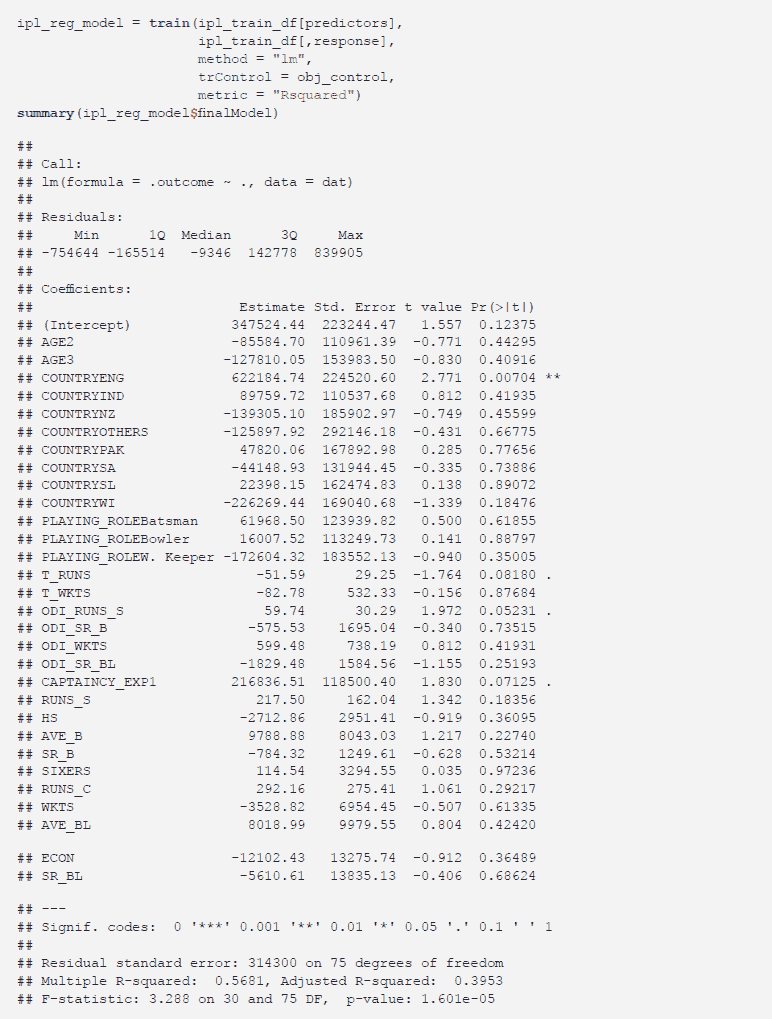 ipl_reg_model = train(ipl_train_df[predictors],
                      ipl_train_df[,response],
                      method = "lm",
                      trControl = obj_control,
                      metric = "Rsquared")
summary(ipl_reg_model$finalModel)
##
## Call:
## lm(formula = .outcome ~ ., data = dat)
##
## Residuals:
##     Min      1Q  Median      3Q     Max
## -754644 -165514   -9346  142778  839905
##
## Coefficients:
##                         Estimate Std. Error t value Pr(>|t|)
## (Intercept)            347524.44  223244.47   1.557  0.12375
## AGE2                   -85584.70  110961.39  -0.771  0.44295
## AGE3                  -127810.05  153983.50  -0.830  0.40916
## COUNTRYENG             622184.74  224520.60   2.771  0.00704 **
## COUNTRYIND              89759.72  110537.68   0.812  0.41935
## COUNTRYNZ             -139305.10  185902.97  -0.749  0.45599
## COUNTRYOTHERS         -125897.92  292146.18  -0.431  0.66775
## COUNTRYPAK              47820.06  167892.98   0.285  0.77656
## COUNTRYSA              -44148.93  131944.45  -0.335  0.73886
## COUNTRYSL               22398.15  162474.83   0.138  0.89072
## COUNTRYWI             -226269.44  169040.68  -1.339  0.18476
## PLAYING_ROLEBatsman     61968.50  123939.82   0.500  0.61855
## PLAYING_ROLEBowler      16007.52  113249.73   0.141  0.88797
## PLAYING_ROLEW. Keeper -172604.32  183552.13  -0.940  0.35005
## T_RUNS                    -51.59      29.25  -1.764  0.08180 .
## T_WKTS                    -82.78     532.33  -0.156  0.87684
## ODI_RUNS_S                 59.74      30.29   1.972  0.05231 .
## ODI_SR_B                 -575.53    1695.04  -0.340  0.73515
## ODI_WKTS                  599.48     738.19   0.812  0.41931
## ODI_SR_BL               -1829.48    1584.56  -1.155  0.25193
## CAPTAINCY_EXP1         216836.51  118500.40   1.830  0.07125 .
## RUNS_S                    217.50     162.04   1.342  0.18356
## HS                      -2712.86    2951.41  -0.919  0.36095
## AVE_B                    9788.88    8043.03   1.217  0.22740
## SR_B                     -784.32    1249.61  -0.628  0.53214
## SIXERS                    114.54    3294.55   0.035  0.97236
## RUNS_C                    292.16     275.41   1.061  0.29217
## WKTS                    -3528.82    6954.45  -0.507  0.61335
## AVE_BL                   8018.99    9979.55   0.804  0.42420
## ECON                   -12102.43   13275.74  -0.912  0.36489
## SR_BL                   -5610.61   13835.13  -0.406  0.68624
## ---
## Signif. codes:  0 '***' 0.001 '**' 0.01 '*' 0.05 '.' 0.1 ' ' 1
##
## Residual standard error: 314300 on 75 degrees of freedom
## Multiple R-squared:  0.5681, Adjusted R-squared:  0.3953
## F-statistic: 3.288 on 30 and 75 DF,  p-value: 1.601e-05